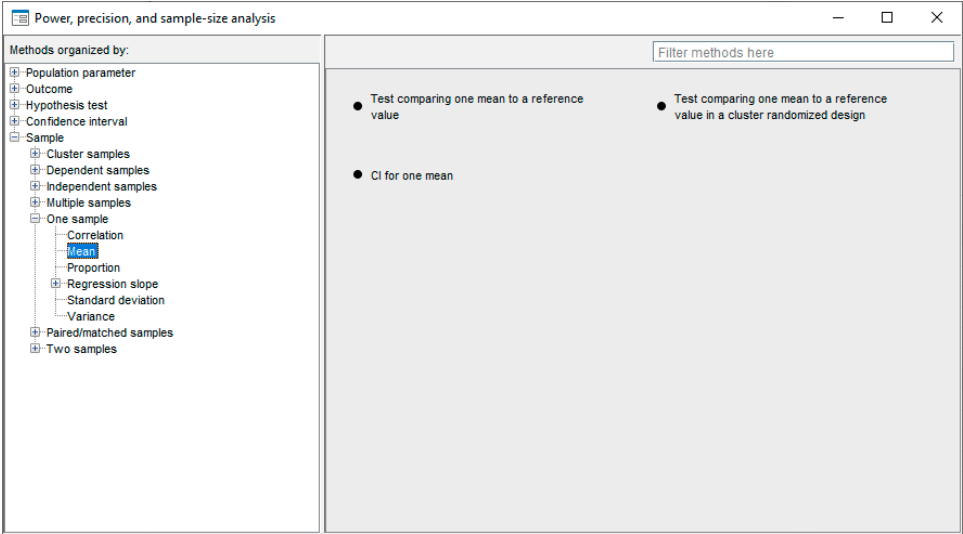 Power, precision, and sample-size analysis
Methods organized by:
Filter methods here
Population parameter
Outcome
Hypothesis test
Confidence interval
Sample
Cluster samples
Dependent samples
Independent samples
Multiple samples
One sample
Correlation
Mean
Proportion
Regression slope
Standard deviation
Variance
Paired/matched samples
Two samples
Test comparing one mean to a reference
value
Test comparing one mean to a reference
value in a cluster randomized design
CI for one mean